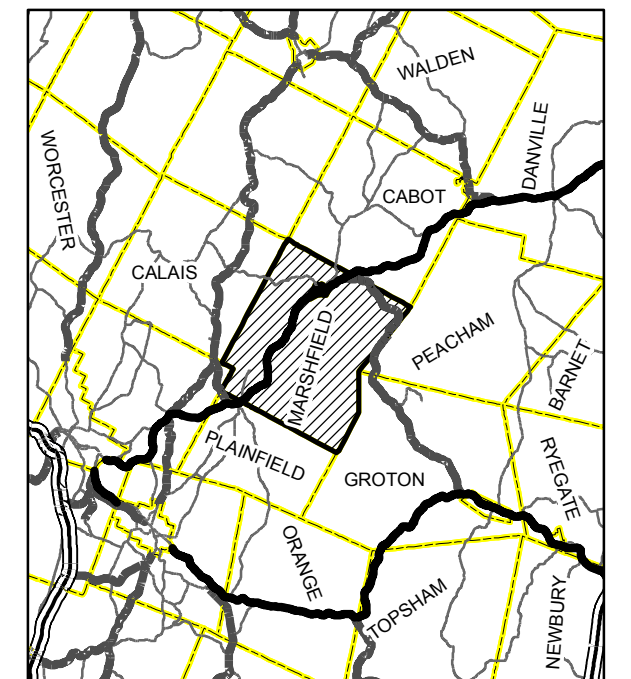 WALDEN
DANVILLE
WORCESTER
CABOT
CALAIS
MARSHFIELD
PEACHAM
BARNET
PLAINFIELD
GROTON
RYEGATE
ORANGE
TOPSHAM
NEWBURY